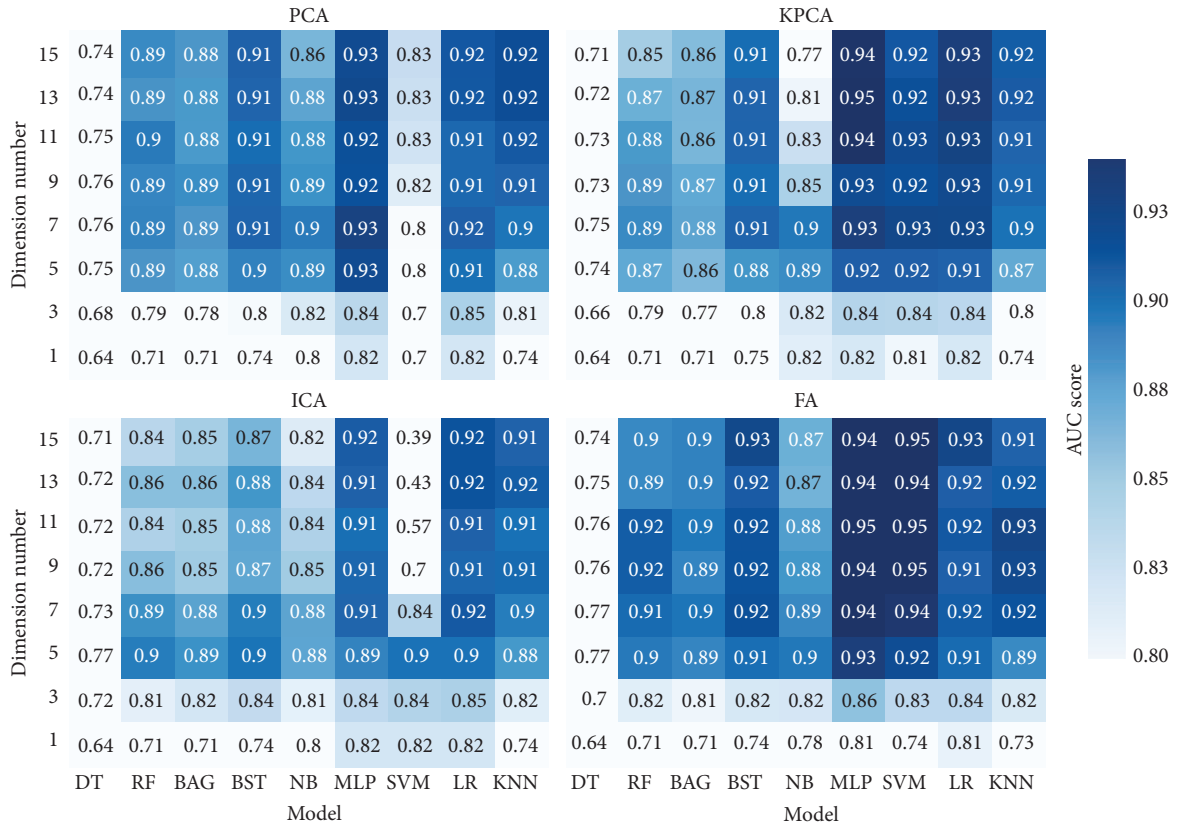 PCA
KPCA
Dimension number
15 0.74 0.89 0.88 0.91 0.86 0.93 0.83 0.92 0.92 0.71 0.85 0.86 0.91 0.77 0.94 0.92 0.93 0.92
13 0.74 0.89 0.88 0.91 0.88 0.93 0.83 0.92 0.92 0.72 0.87 0.87 0.91 0.81 0.95 0.92 0.93 0.92
11 0.75 0.9 0.88 0.91 0.88 0.92 0.83 0.91 0.92 0.73 0.88 0.86 0.91 0.83 0.94 0.93 0.93 0.91
9 0.76 0.89 0.89 0.91 0.89 0.92 0.82 0.91 0.91 0.73 0.89 0.87 0.91 0.85 0.93 0.92 0.93 0.91
7 0.76 0.89 0.89 0.91 0.9 0.93 0.8 0.92 0.9 0.75 0.89 0.88 0.91 0.9 0.93 0.93 0.93 0.9
5 0.75 0.89 0.88 0.9 0.89 0.93 0.8 0.91 0.88 0.74 0.87 0.86 0.88 0.89 0.92 0.92 0.91 0.87
3 0.68 0.79 0.78 0.8 0.82 0.84 0.7 0.85 0.81 0.66 0.79 0.77 0.8 0.82 0.84 0.84 0.84 0.8
1 0.64 0.71 0.71 0.74 0.8 0.82 0.7 0.82 0.74 0.64 0.71 0.71 0.75 0.82 0.82 0.81 0.82 0.74
ICA
FA
Dimension number
15 0.71 0.84 0.85 0.87 0.82 0.92 0.39 0.92 0.91 0.74 0.9 0.9 0.93 0.87 0.94 0.95 0.93 0.91
13 0.72 0.86 0.86 0.88 0.84 0.91 0.43 0.92 0.92 0.75 0.89 0.9 0.92 0.87 0.94 0.94 0.92 0.92
11 0.72 0.84 0.85 0.88 0.84 0.91 0.57 0.91 0.91 0.76 0.92 0.9 0.92 0.88 0.95 0.95 0.92 0.93
9 0.72 0.86 0.85 0.87 0.85 0.91 0.7 0.91 0.91 0.76 0.92 0.89 0.92 0.88 0.94 0.95 0.91 0.93
7 0.73 0.89 0.88 0.9 0.88 0.91 0.84 0.92 0.9 0.77 0.91 0.9 0.92 0.89 0.94 0.94 0.92 0.92
5 0.77 0.9 0.89 0.9 0.88 0.89 0.9 0.9 0.88 0.77 0.9 0.89 0.91 0.9 0.93 0.92 0.91 0.89
3 0.72 0.81 0.82 0.84 0.81 0.84 0.84 0.85 0.82 0.7 0.82 0.81 0.82 0.82 0.86 0.83 0.84 0.82
1 0.64 0.71 0.71 0.74 0.8 0.82 0.82 0.82 0.74 0.64 0.71 0.71 0.74 0.78 0.81 0.74 0.81 0.73
DT RF BAG BST NB MLP SVM LR KNN DT RF BAG BST NB MLP SVM LR KNN
Model
Model
AUC score
0.93
0.90
0.88
0.85
0.83
0.80